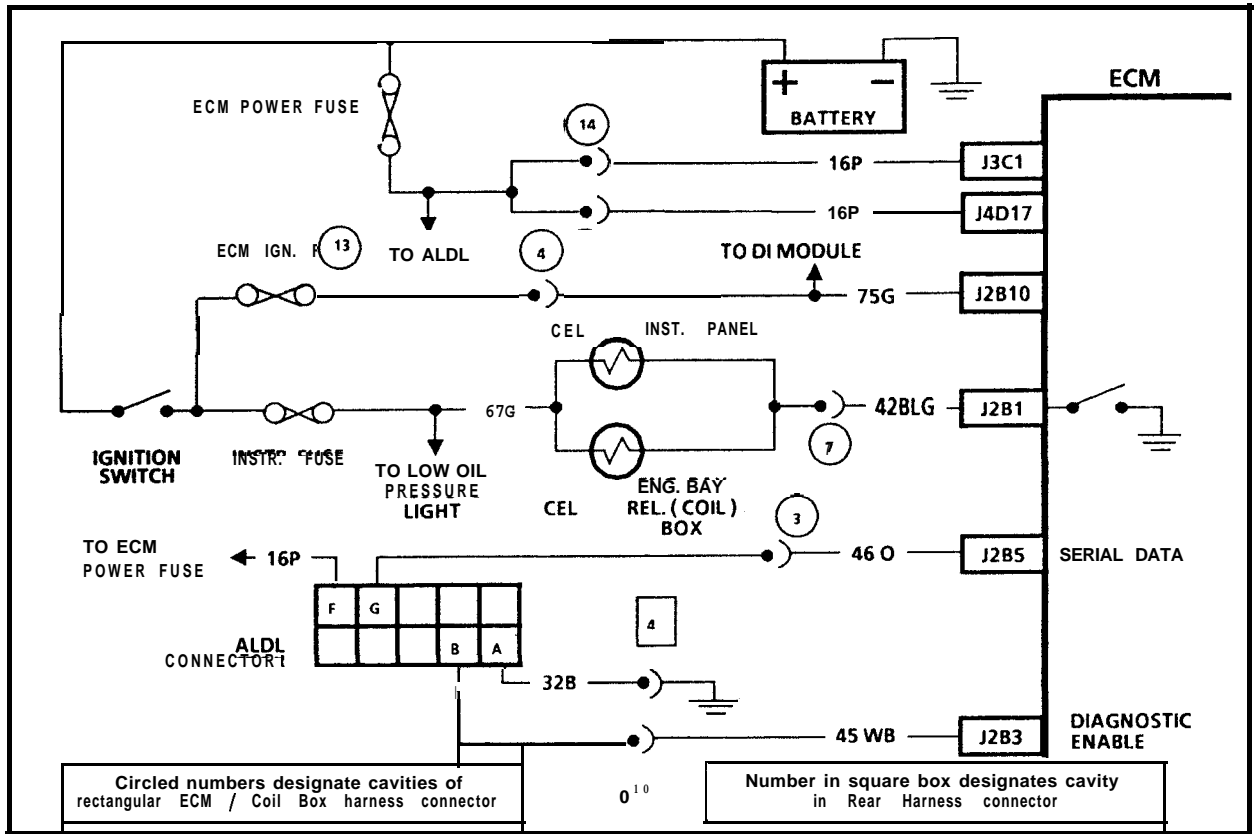 ECM
ECM POWER FUSE
+ −
BATTERY
14
16P
J3C1
16P
J4D17
ECM IGN.
13
TO ALDL
4
TO DI MODULE
75G
J2B10
CEL
INST. PANEL
67G
42BLG
J2B1
7
IGNITION
SWITCH
INSTR. FUSE
TO LOW OIL
PRESSURE
LIGHT
CEL
ENG. BAY
REL. (COIL)
BOX
3
TO ECM
POWER FUSE
16P
46 O
J2B5
SERIAL DATA
F G
B A
ALDL
CONNECTOR
4
32B
45 WB
J2B3
DIAGNOSTIC
ENABLE
Circled numbers designate cavities of
rectangular ECM / Coil Box harness connector
0 10
Number in square box designates cavity
in Rear Harness connector